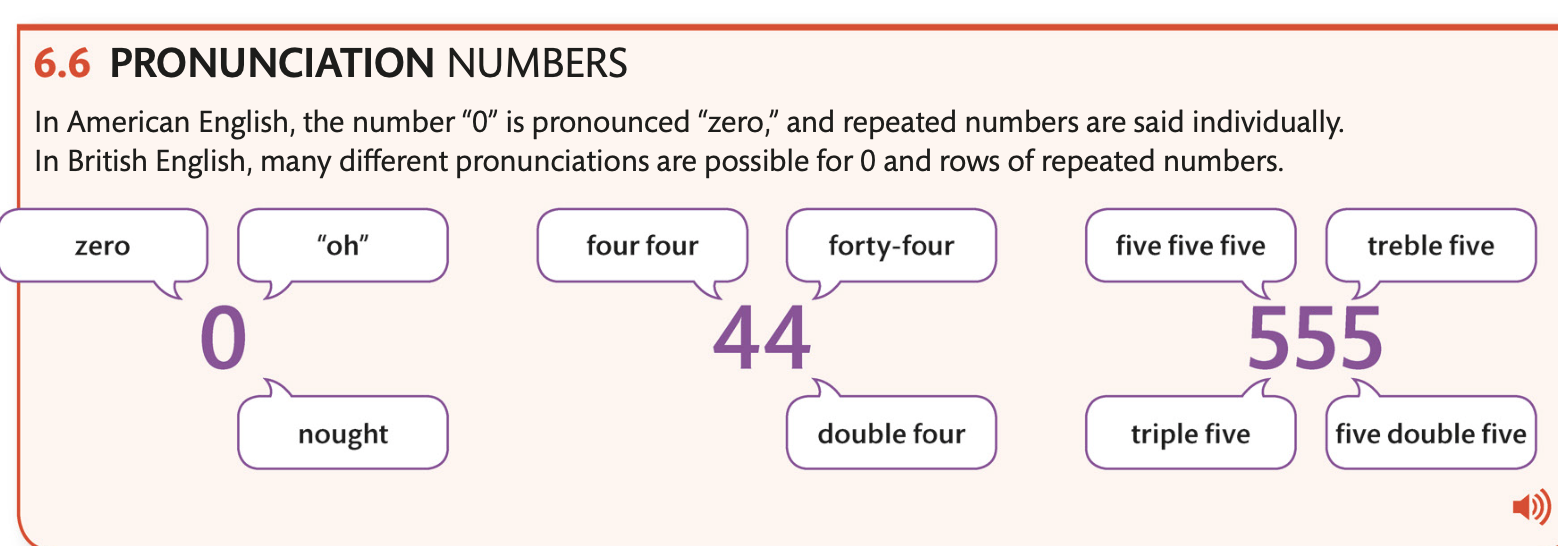 6.6 PRONUNCIATION NUMBERS
In American English, the number “0” is pronounced “zero,” and repeated numbers are said individually.
In British English, many different pronunciations are possible for 0 and rows of repeated numbers.
zero
“oh”
0
nought
four four
forty-four
44
double four
five five five
treble five
555
triple five
five double five